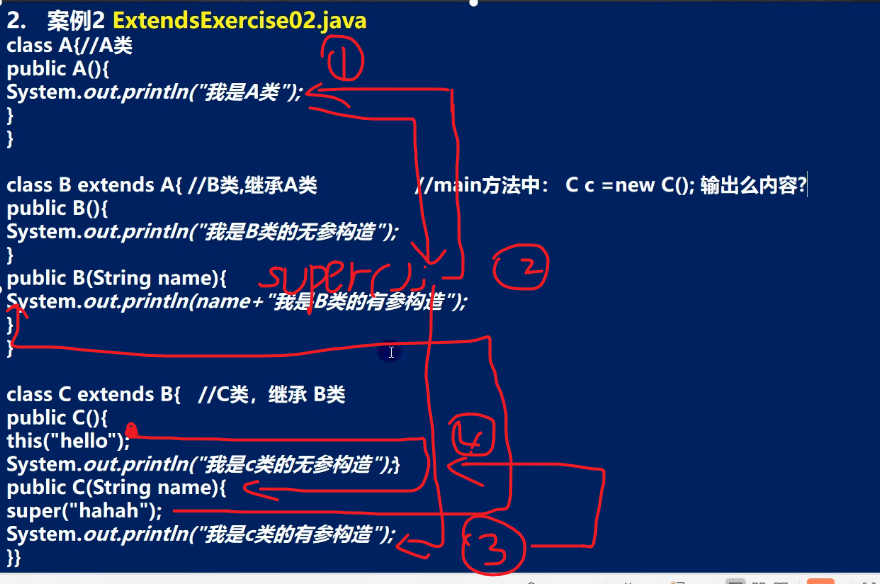 2. 案例2 ExtendsExercise02.java
class A{//A类
public A(){
System.out.println("我是A类");
}
}
①
class B extends A{ //B类,继承A类 //main方法中： C c =new C(); 输出么内容?
public B(){
System.out.println("我是B类的无参构造");
}
public B(String name){
super();
②
System.out.println(name+"我是B类的有参构造");
}
}
class C extends B{ //C类，继承 B类
public C(){
this("hello");
System.out.println("我是c类的无参构造");}
④
public C(String name){
super("hahah");
System.out.println("我是c类的有参构造");
③
}}